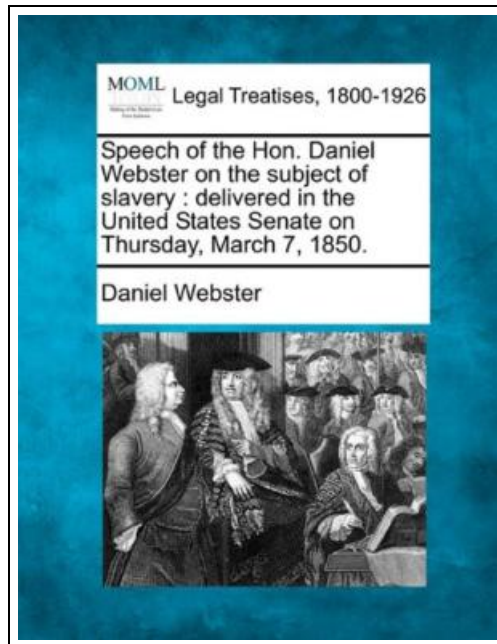 MOML
Legal Treatises, 1800-1926
Speech of the Hon. Daniel
Webster on the subject of
slavery : delivered in the
United States Senate on
Thursday, March 7, 1850.
Daniel Webster